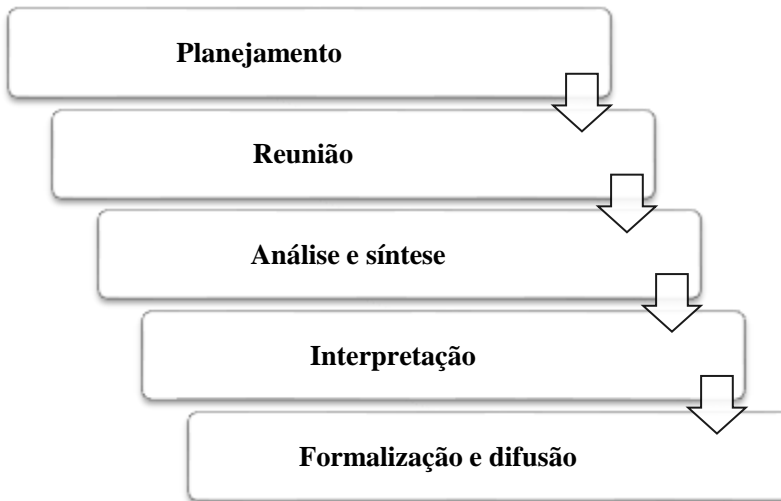 Planejamento
Reunião
Análise e síntese
Interpretação
Formalização e difusão